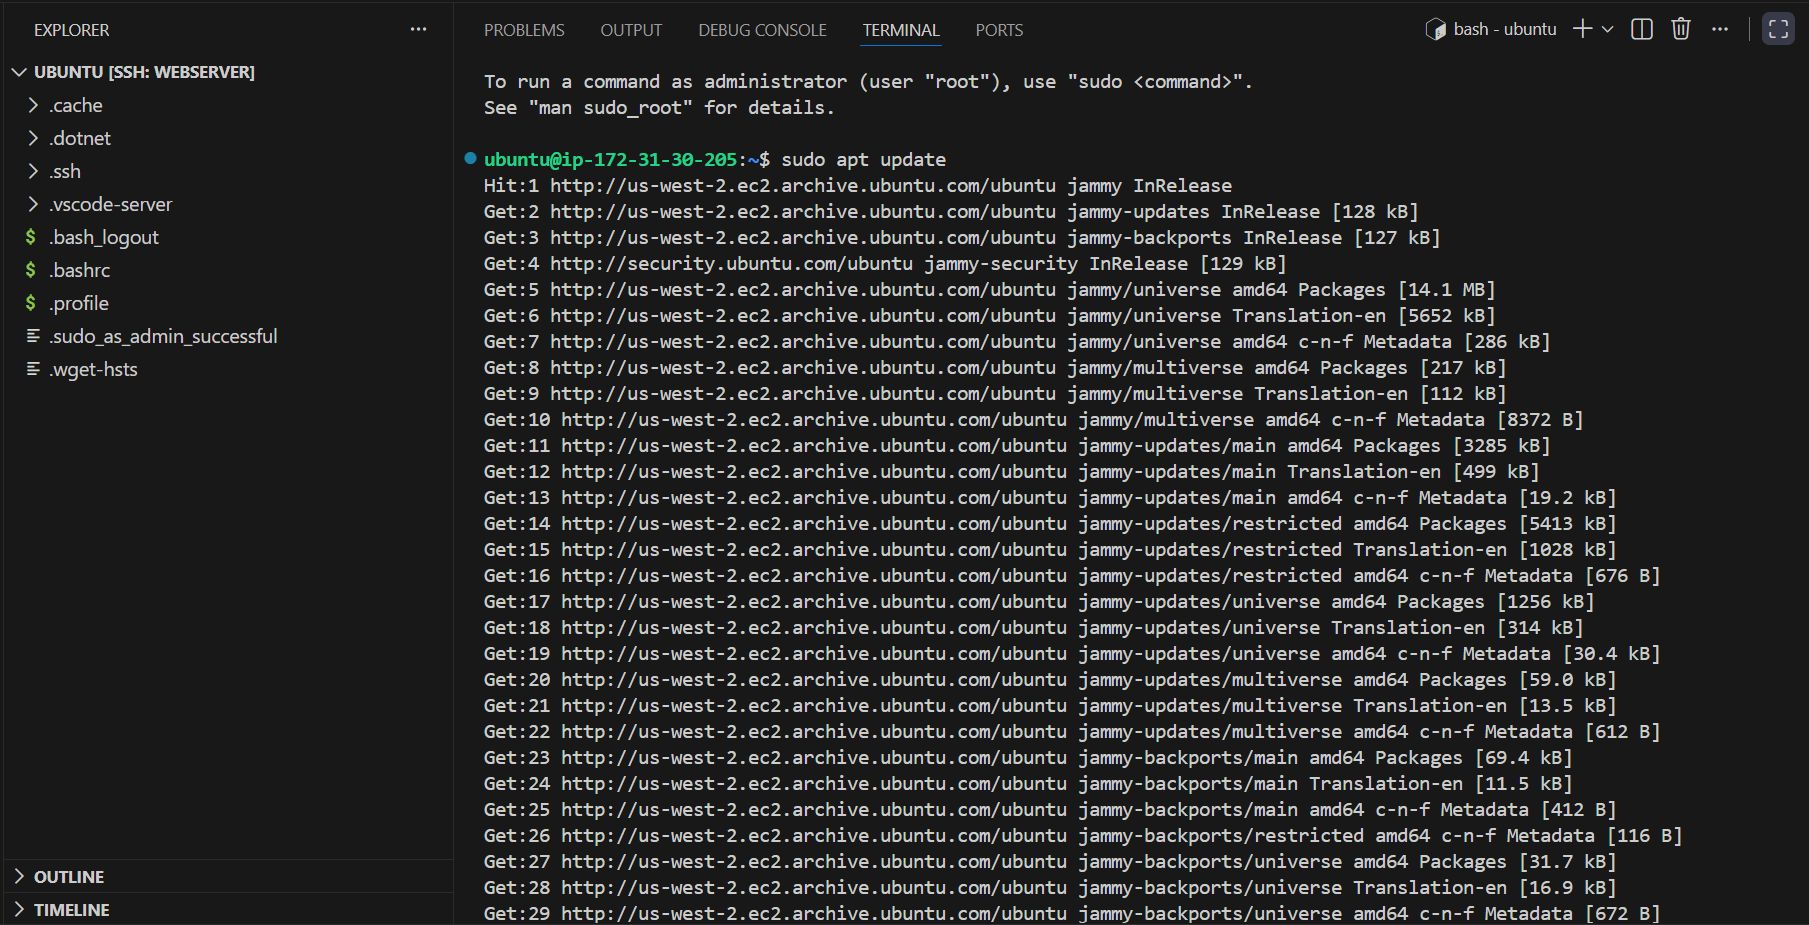 EXPLORER
UBUNTU [SSH: WEBSERVER]
.cache
.dotnet
.ssh
.vscode-server
$ .bash_logout
$ .bashrc
$ .profile
.sudo_as_admin_successful
.wget-hsts
OUTLINE
TIMELINE
PROBLEMS OUTPUT DEBUG CONSOLE TERMINAL PORTS
bash - ubuntu
To run a command as administrator (user "root"), use "sudo <command>".
See "man sudo_root" for details.
ubuntu@ip-172-31-30-205:~$ sudo apt update
Hit:1 http://us-west-2.ec2.archive.ubuntu.com/ubuntu jammy InRelease
Get:2 http://us-west-2.ec2.archive.ubuntu.com/ubuntu jammy-updates InRelease [128 kB]
Get:3 http://us-west-2.ec2.archive.ubuntu.com/ubuntu jammy-backports InRelease [127 kB]
Get:4 http://security.ubuntu.com/ubuntu jammy-security InRelease [129 kB]
Get:5 http://us-west-2.ec2.archive.ubuntu.com/ubuntu jammy/universe amd64 Packages [14.1 MB]
Get:6 http://us-west-2.ec2.archive.ubuntu.com/ubuntu jammy/universe Translation-en [5652 kB]
Get:7 http://us-west-2.ec2.archive.ubuntu.com/ubuntu jammy/universe amd64 c-n-f Metadata [286 kB]
Get:8 http://us-west-2.ec2.archive.ubuntu.com/ubuntu jammy/multiverse amd64 Packages [217 kB]
Get:9 http://us-west-2.ec2.archive.ubuntu.com/ubuntu jammy/multiverse Translation-en [112 kB]
Get:10 http://us-west-2.ec2.archive.ubuntu.com/ubuntu jammy/multiverse amd64 c-n-f Metadata [8372 B]
Get:11 http://us-west-2.ec2.archive.ubuntu.com/ubuntu jammy-updates/main amd64 Packages [3285 kB]
Get:12 http://us-west-2.ec2.archive.ubuntu.com/ubuntu jammy-updates/main Translation-en [499 kB]
Get:13 http://us-west-2.ec2.archive.ubuntu.com/ubuntu jammy-updates/main amd64 c-n-f Metadata [19.2 kB]
Get:14 http://us-west-2.ec2.archive.ubuntu.com/ubuntu jammy-updates/restricted amd64 Packages [5413 kB]
Get:15 http://us-west-2.ec2.archive.ubuntu.com/ubuntu jammy-updates/restricted Translation-en [1028 kB]
Get:16 http://us-west-2.ec2.archive.ubuntu.com/ubuntu jammy-updates/restricted amd64 c-n-f Metadata [676 B]
Get:17 http://us-west-2.ec2.archive.ubuntu.com/ubuntu jammy-updates/universe amd64 Packages [1256 kB]
Get:18 http://us-west-2.ec2.archive.ubuntu.com/ubuntu jammy-updates/universe Translation-en [314 kB]
Get:19 http://us-west-2.ec2.archive.ubuntu.com/ubuntu jammy-updates/universe amd64 c-n-f Metadata [30.4 kB]
Get:20 http://us-west-2.ec2.archive.ubuntu.com/ubuntu jammy-updates/multiverse amd64 Packages [59.0 kB]
Get:21 http://us-west-2.ec2.archive.ubuntu.com/ubuntu jammy-updates/multiverse Translation-en [13.5 kB]
Get:22 http://us-west-2.ec2.archive.ubuntu.com/ubuntu jammy-updates/multiverse amd64 c-n-f Metadata [612 B]
Get:23 http://us-west-2.ec2.archive.ubuntu.com/ubuntu jammy-backports/main amd64 Packages [69.4 kB]
Get:24 http://us-west-2.ec2.archive.ubuntu.com/ubuntu jammy-backports/main Translation-en [11.5 kB]
Get:25 http://us-west-2.ec2.archive.ubuntu.com/ubuntu jammy-backports/main amd64 c-n-f Metadata [412 B]
Get:26 http://us-west-2.ec2.archive.ubuntu.com/ubuntu jammy-backports/restricted amd64 c-n-f Metadata [116 B]
Get:27 http://us-west-2.ec2.archive.ubuntu.com/ubuntu jammy-backports/universe amd64 Packages [31.7 kB]
Get:28 http://us-west-2.ec2.archive.ubuntu.com/ubuntu jammy-backports/universe Translation-en [16.9 kB]
Get:29 http://us-west-2.ec2.archive.ubuntu.com/ubuntu jammy-backports/universe amd64 c-n-f Metadata [672 B]